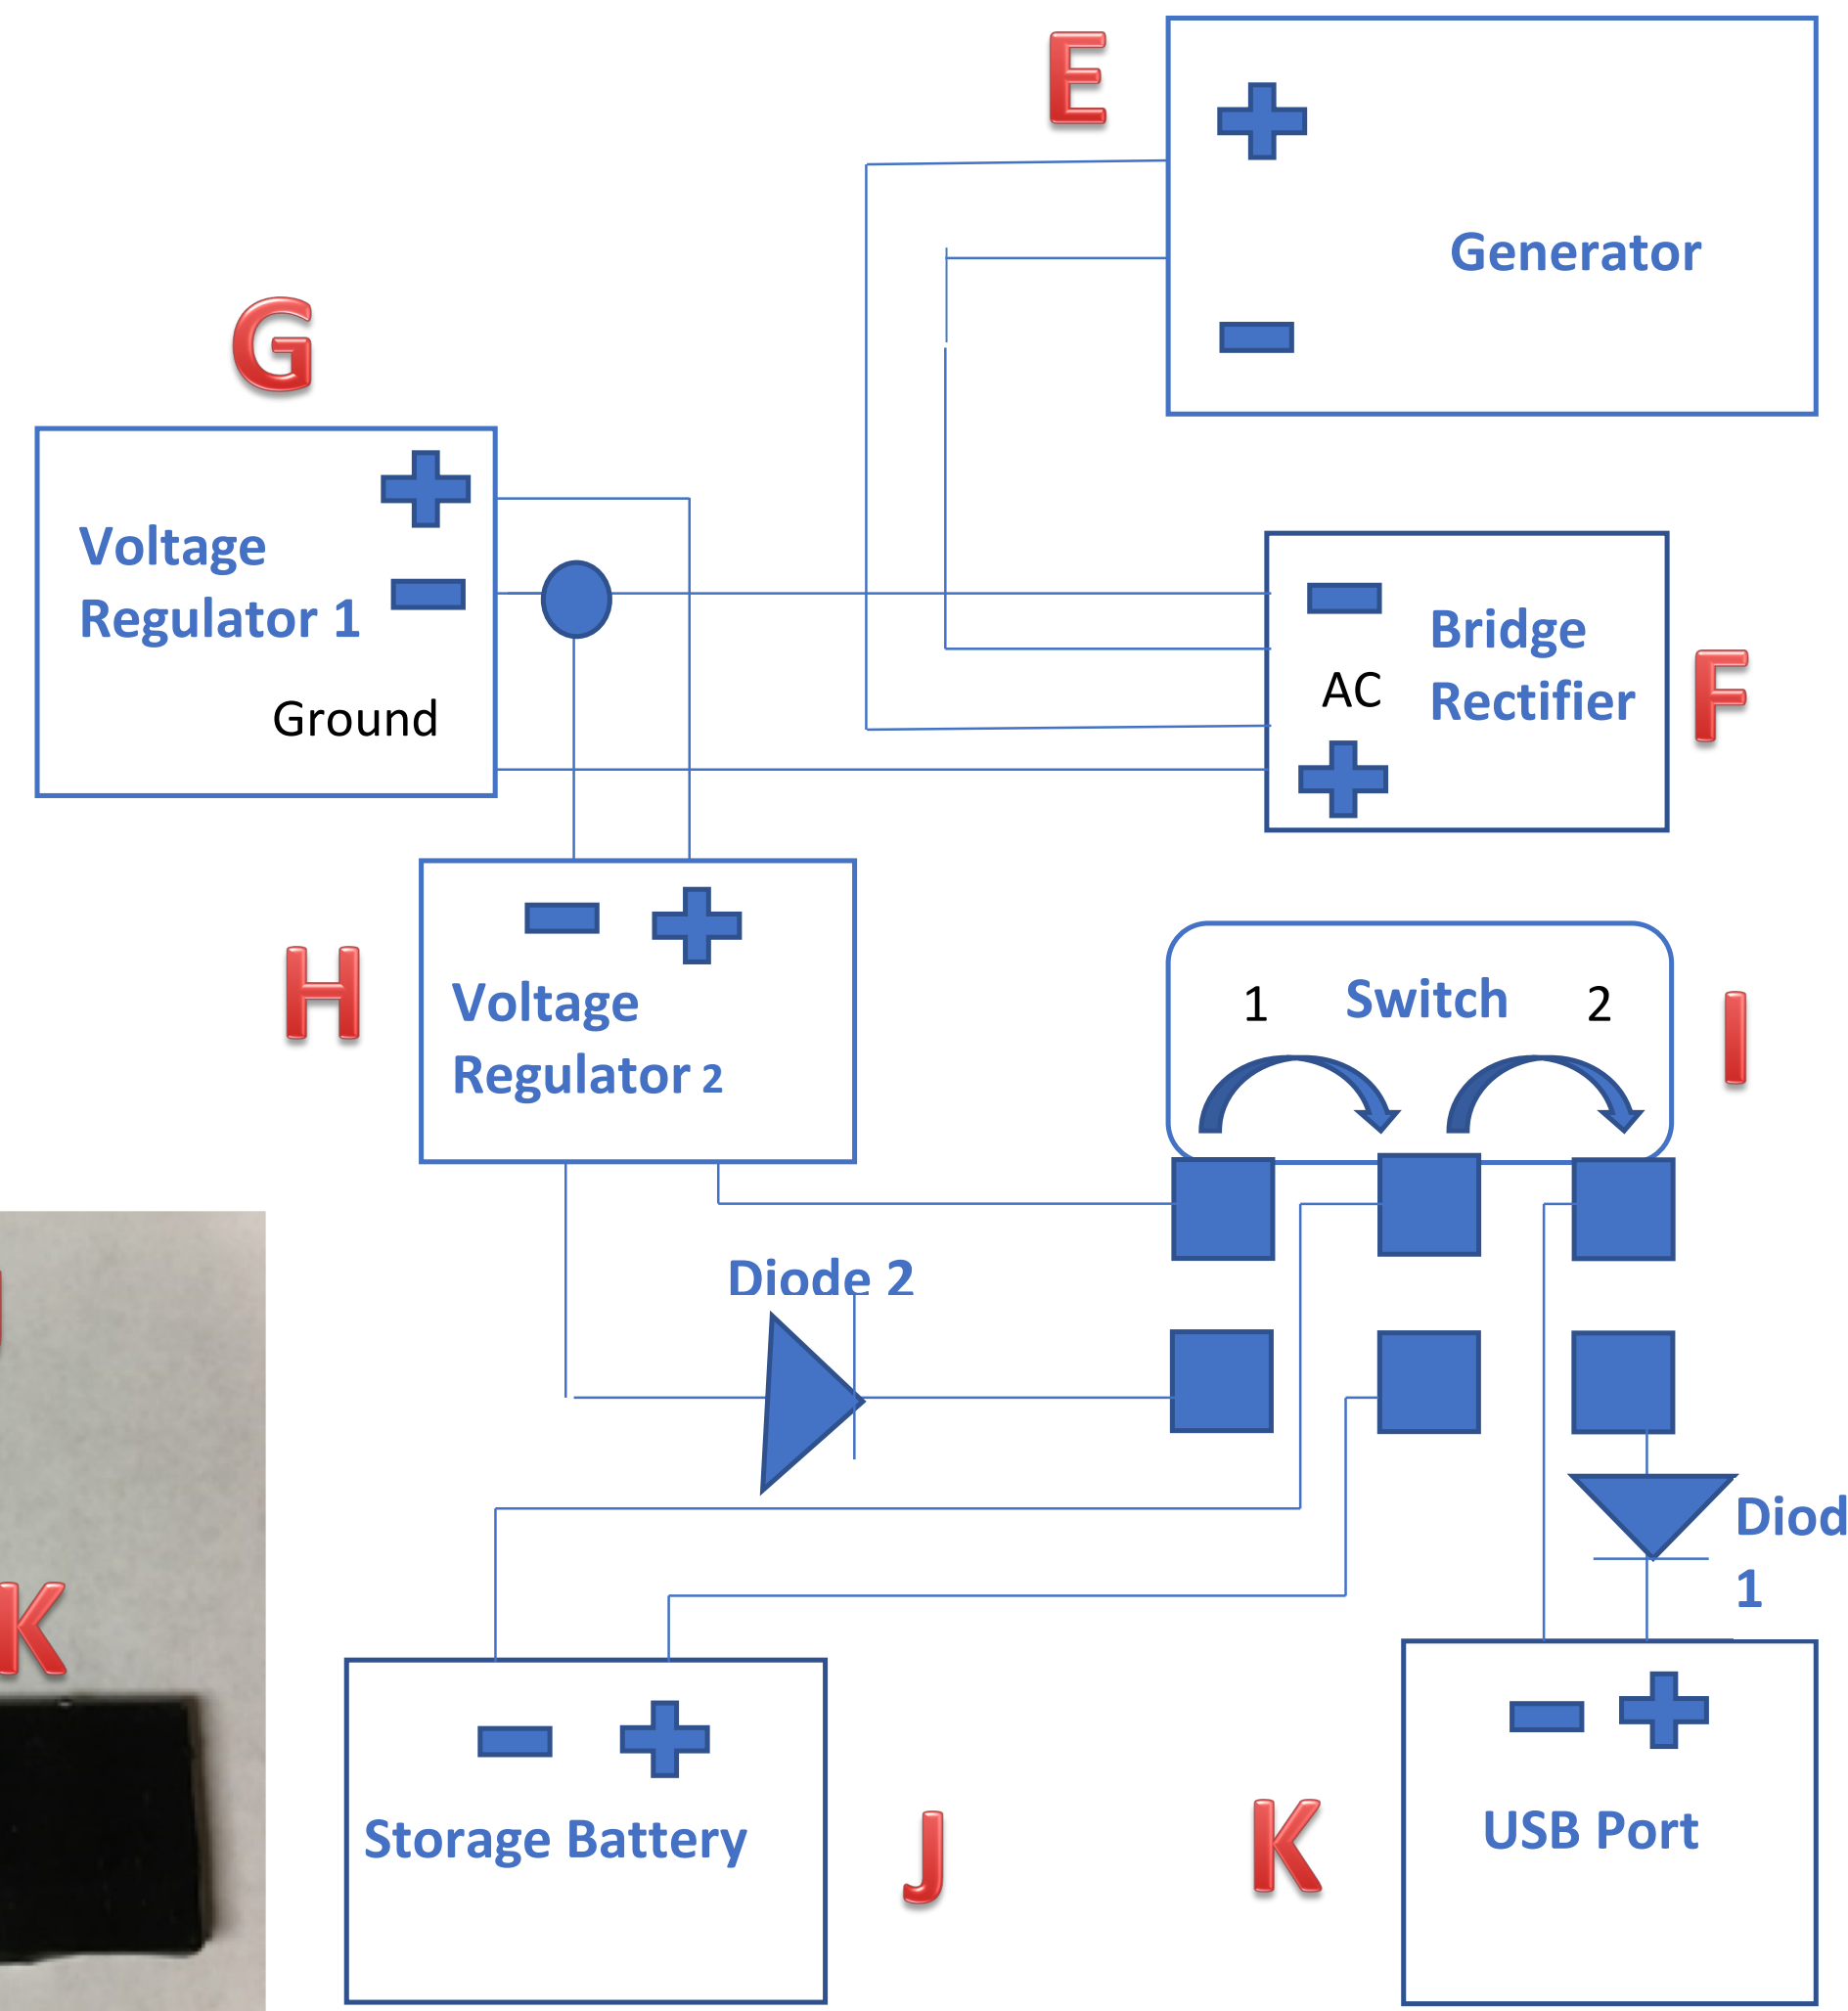 E
Generator
G
Voltage
Regulator 1
Ground
Bridge
Rectifier
AC
F
H
Voltage
Regulator 2
1 Switch 2
I
Diode 2
Diod
1
K
Storage Battery
J
K
USB Port